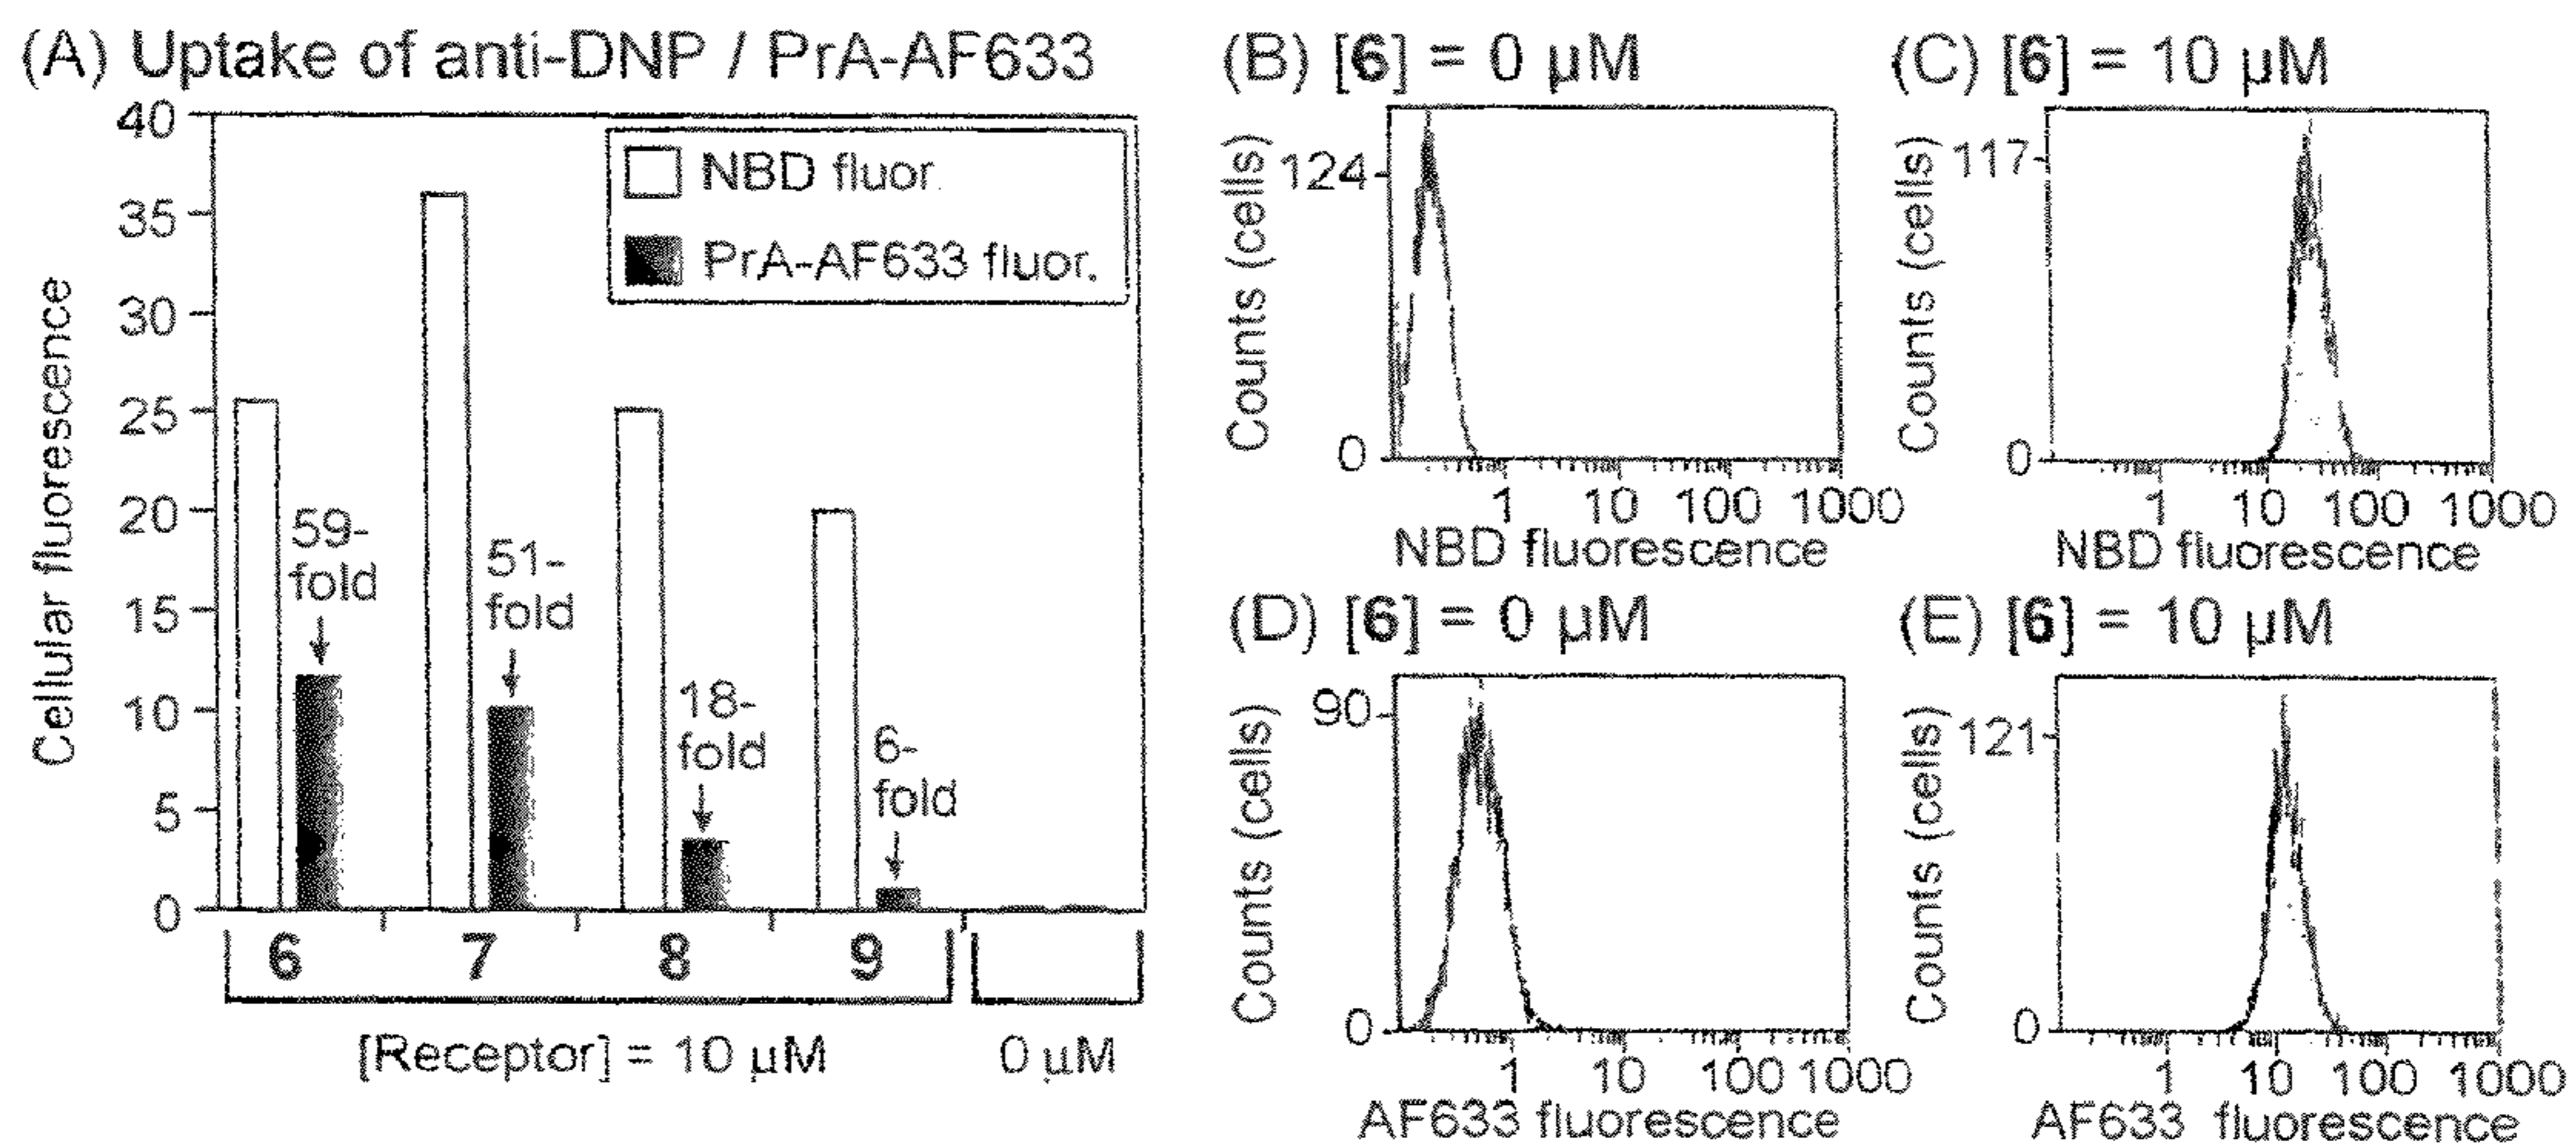 (A) Uptake of anti-DNP / PrA-AF633
40
35
30
25
20
15
10
5
0
Cellular fluorescence
NBD fluor.
PrA-AF633 fluor.
59-
fold
51-
fold
18-
fold
6-
fold
6 7 8 9
[Receptor] = 10 µM 0 µM
(B) [6] = 0 µM
Counts (cells)
124
0
1 10 100 1000
NBD fluorescence
(C) [6] = 10 µM
Counts (cells)
117
0
1 10 100 1000
NBD fluorescence
(D) [6] = 0 µM
Counts (cells)
90
0
1 10 100 1000
AF633 fluorescence
(E) [6] = 10 µM
Counts (cells)
121
0
1 10 100 1000
AF633 fluorescence